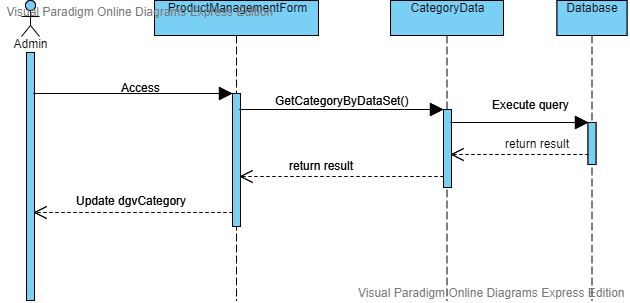 Visual Paradigm Online Diagrams Express Edition
ProductManagementForm
CategoryData
Database
Admin
Access
GetCategoryByDataSet()
Execute query
return result
return result
Update dgvCategory
Visual Paradigm Online Diagrams Express Edition